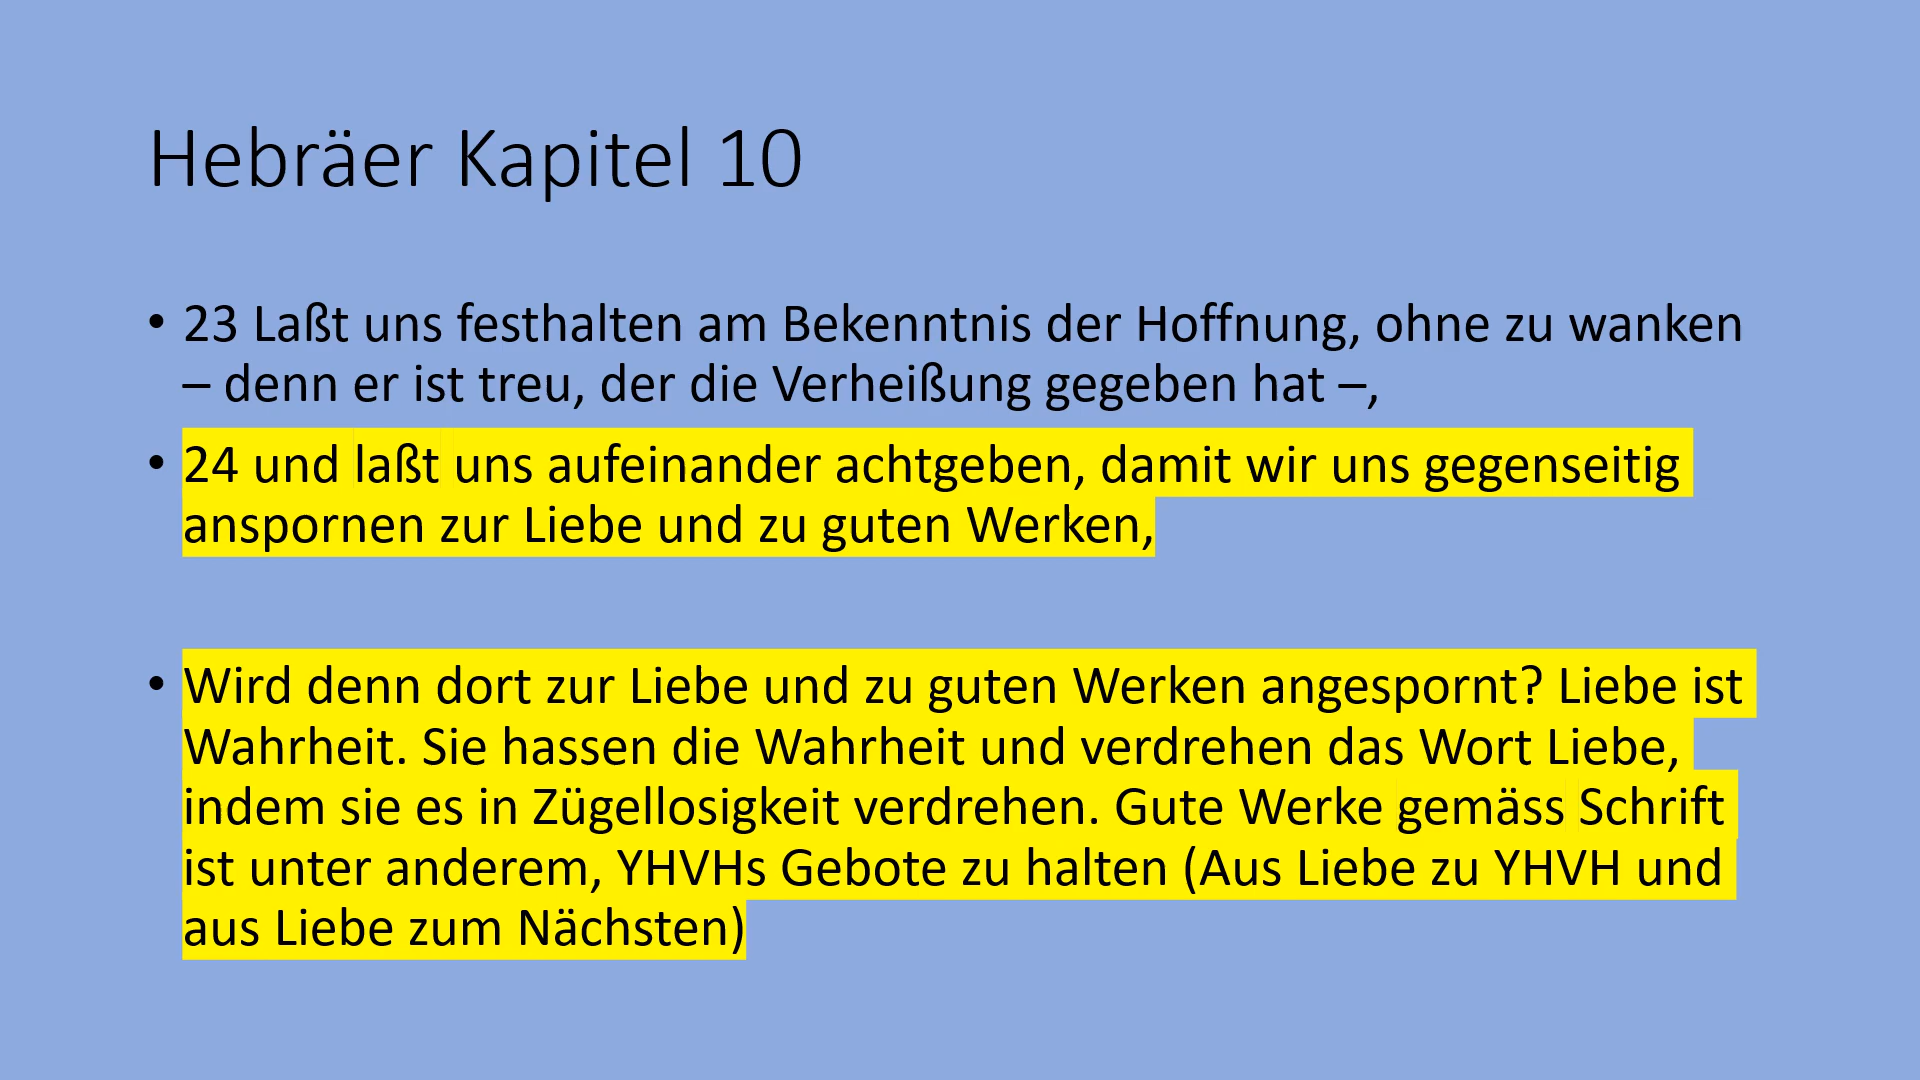 Hebräer Kapitel 10
• 23 Laßt uns festhalten am Bekenntnis der Hoffnung, ohne zu wanken
– denn er ist treu, der die Verheißung gegeben hat –,
• 24 und laßt uns aufeinander achtgeben, damit wir uns gegenseitig
anspornen zur Liebe und zu guten Werken,
• Wird denn dort zur Liebe und zu guten Werken angespornt? Liebe ist
Wahrheit. Sie hassen die Wahrheit und verdrehen das Wort Liebe,
indem sie es in Zügellosigkeit verdrehen. Gute Werke gemäss Schrift
ist unter anderem, YHVHs Gebote zu halten (Aus Liebe zu YHVH und
aus Liebe zum Nächsten)